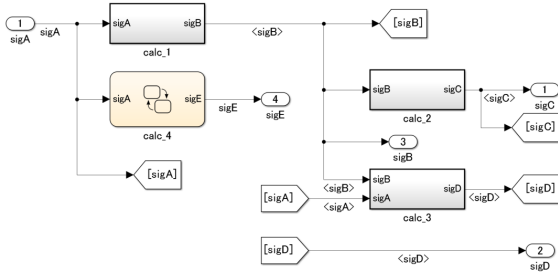 1
sigA
sigA
sigA
sigB
calc_1
<sigB>
[sigB]
sigA
sigE
calc_4
sigE
4
sigE
sigB
sigC
calc_2
<sigC>
1
sigC
[sigC]
3
sigB
[sigA]
[sigA]
<sigB>
<sigA>
sigB
sigA
sigD
calc_3
<sigD>
[sigD]
[sigD]
<sigD>
2
sigD